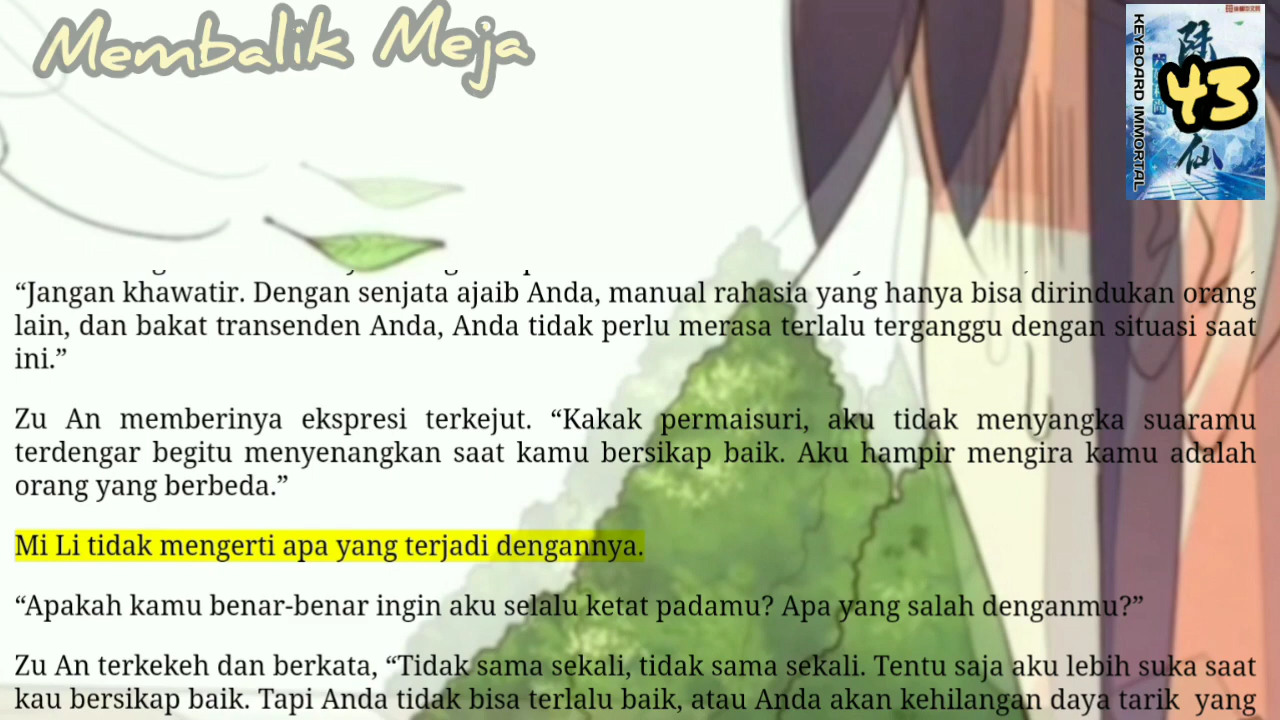 Membalik Meja
KEYBOARD IMMORTAL
陆
43
仙
“Jangan khawatir. Dengan senjata ajaib Anda, manual rahasia yang hanya bisa dirindukan orang
lain, dan bakat transenden Anda, Anda tidak perlu merasa terlalu terganggu dengan situasi saat
ini.”
Zu An memberinya ekspresi terkejut. “Kakak permaisuri, aku tidak menyangka suaramu
terdengar begitu menyenangkan saat kamu bersikap baik. Aku hampir mengira kamu adalah
orang yang berbeda.”
Mi Li tidak mengerti apa yang terjadi dengannya.
“Apakah kamu benar-benar ingin aku selalu ketat padamu? Apa yang salah denganmu?”
Zu An terkekeh dan berkata, “Tidak sama sekali, tidak sama sekali. Tentu saja aku lebih suka saat
kau bersikap baik. Tapi Anda tidak bisa terlalu baik, atau Anda akan kehilangan daya tarik yang